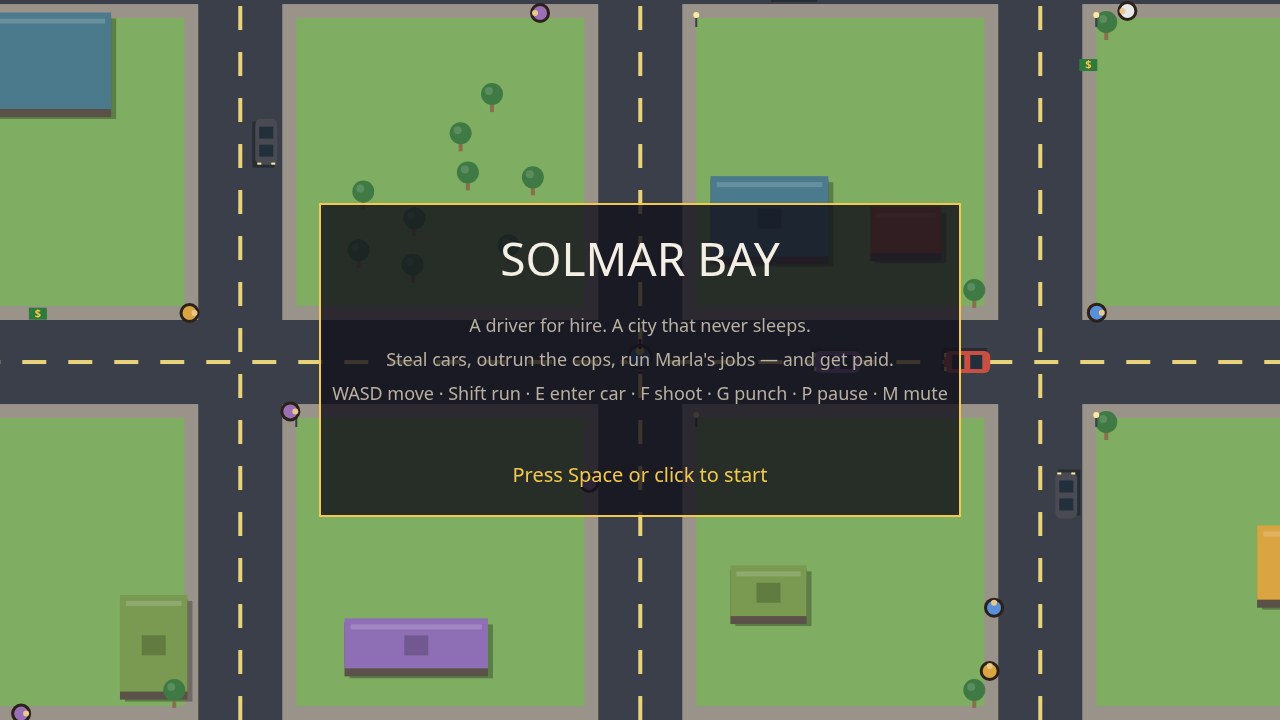 $
$
SOLMAR BAY
A driver for hire. A city that never sleeps.
Steal cars, outrun the cops, run Marla's jobs — and get paid.
WASD move · Shift run · E enter car · F shoot · G punch · P pause · M mute
Press Space or click to start